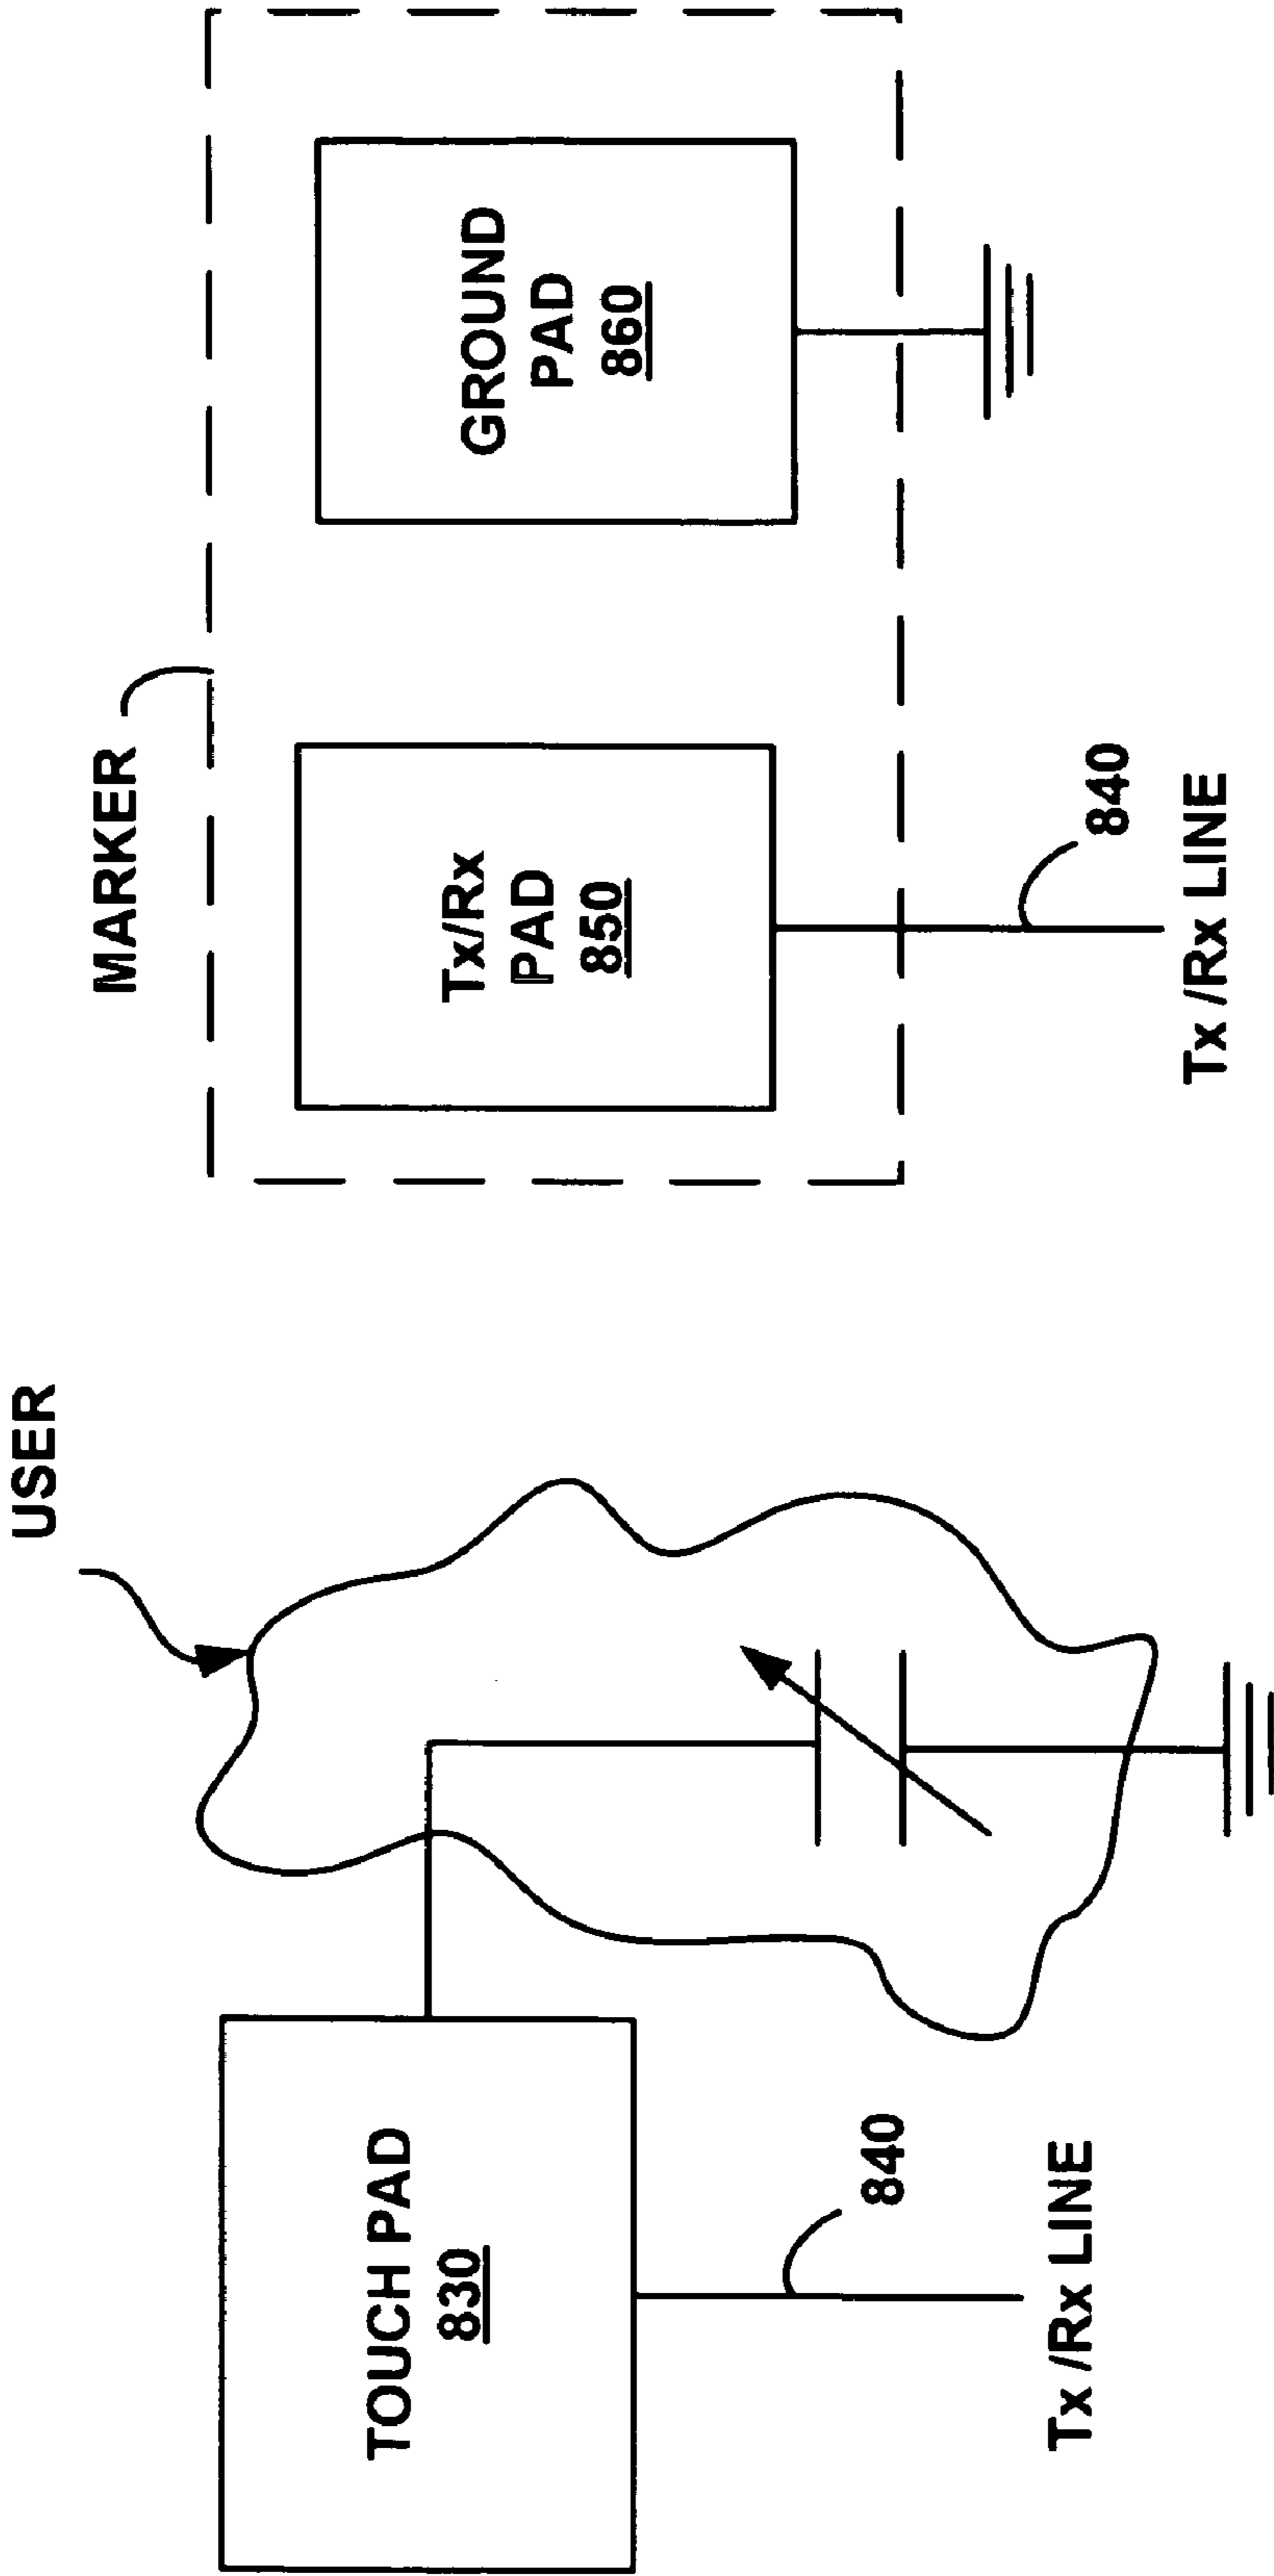 USER
TOUCH PAD
830
840
Tx /Rx LINE
MARKER
Tx/Rx
PAD
850
GROUND
PAD
860
840
Tx /Rx LINE